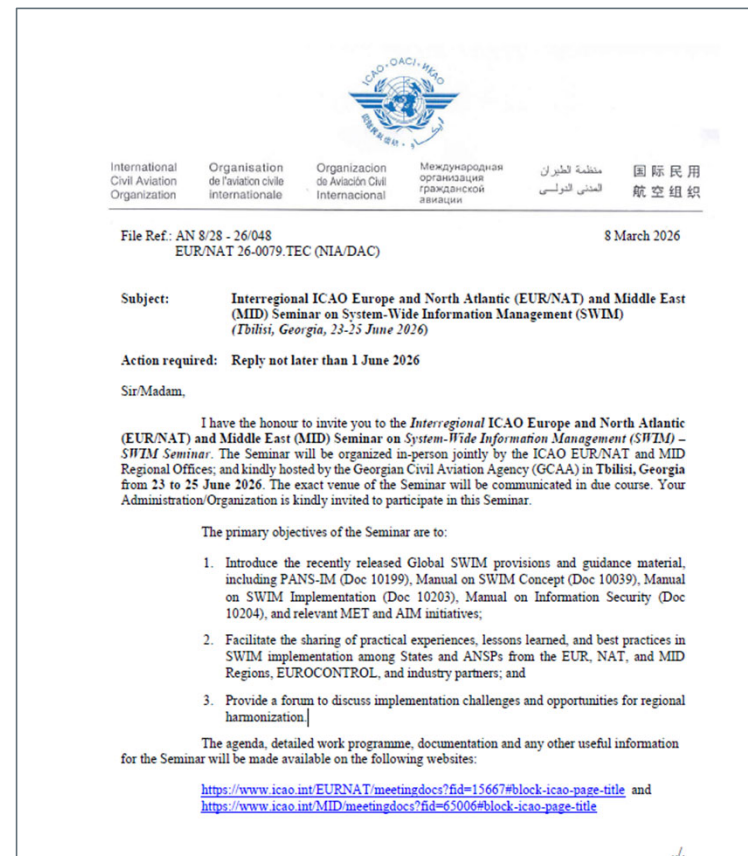 ICAO · OACI · ИКАО
International Organisation Organizacion Международная منظمة الطيران 国际民用
Civil Aviation de l'aviation civile de Aviación Civil организация المدني الدولي 航空组织
Organization internationale Internacional гражданской
авиации
File Ref.: AN 8/28 - 26/048 8 March 2026
EUR/NAT 26-0079.TEC (NIA/DAC)
Subject: Interregional ICAO Europe and North Atlantic (EUR/NAT) and Middle East
(MID) Seminar on System-Wide Information Management (SWIM)
(Tbilisi, Georgia, 23-25 June 2026)
Action required: Reply not later than 1 June 2026
Sir/Madam,
I have the honour to invite you to the Interregional ICAO Europe and North Atlantic
(EUR/NAT) and Middle East (MID) Seminar on System-Wide Information Management (SWIM) –
SWIM Seminar. The Seminar will be organized in-person jointly by the ICAO EUR/NAT and MID
Regional Offices; and kindly hosted by the Georgian Civil Aviation Agency (GCAA) in Tbilisi, Georgia
from 23 to 25 June 2026. The exact venue of the Seminar will be communicated in due course. Your
Administration/Organization is kindly invited to participate in this Seminar.
The primary objectives of the Seminar are to:
1. Introduce the recently released Global SWIM provisions and guidance material,
including PANS-IM (Doc 10199), Manual on SWIM Concept (Doc 10039), Manual
on SWIM Implementation (Doc 10203), Manual on Information Security (Doc
10204), and relevant MET and AIM initiatives;
2. Facilitate the sharing of practical experiences, lessons learned, and best practices in
SWIM implementation among States and ANSPs from the EUR, NAT, and MID
Regions, EUROCONTROL, and industry partners; and
3. Provide a forum to discuss implementation challenges and opportunities for regional
harmonization.
The agenda, detailed work programme, documentation and any other useful information
for the Seminar will be made available on the following websites:
https://www.icao.int/EURNAT/meetingdocs?fid=15667#block-icao-page-title and
https://www.icao.int/MID/meetingdocs?fid=65006#block-icao-page-title